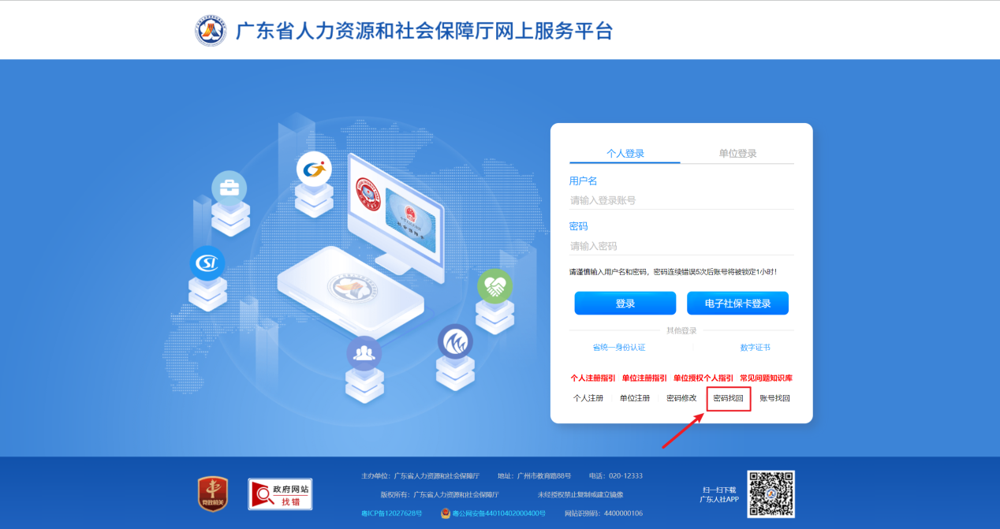 广东省人力资源和社会保障厅网上服务平台
个人登录 单位登录
用户名
请输入登录账号
密码
请输入密码
请谨慎输入用户名和密码，密码连续错误5次后账号将被锁定1小时！
登录 电子社保卡登录
其他登录
省统一身份认证 数字证书
个人注册指引 单位注册指引 单位授权个人指引 常见问题知识库
个人注册 单位注册 密码修改 密码找回 账号找回
党政机关
政府网站
找错
主办单位：广东省人力资源和社会保障厅 地址：广州市教育路88号 电话：020-12333
版权所有：广东省人力资源和社会保障厅 未经授权禁止复制或建立镜像
粤ICP备12027628号 粤公网安备44010402000400号 网站识别码：4400000106
扫一扫下载
广东人社APP